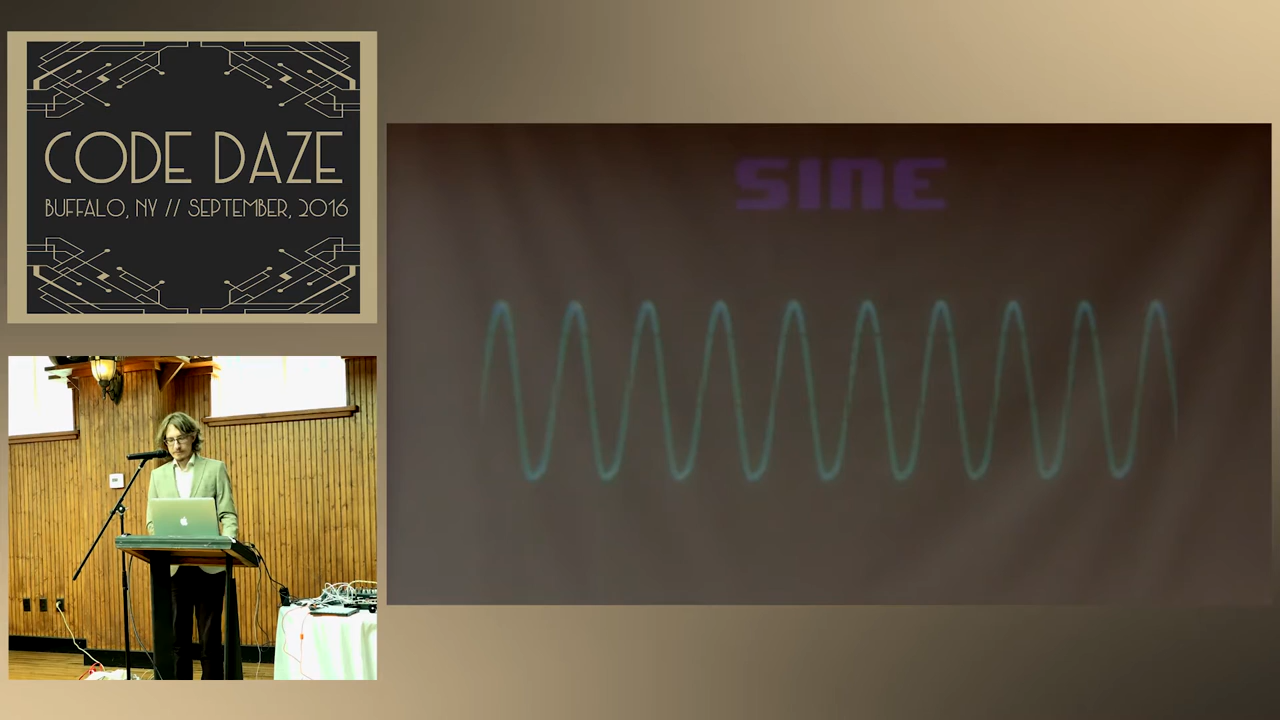 CODE DAZE
BUFFALO, NY // SEPTEMBER, 2016
SINE